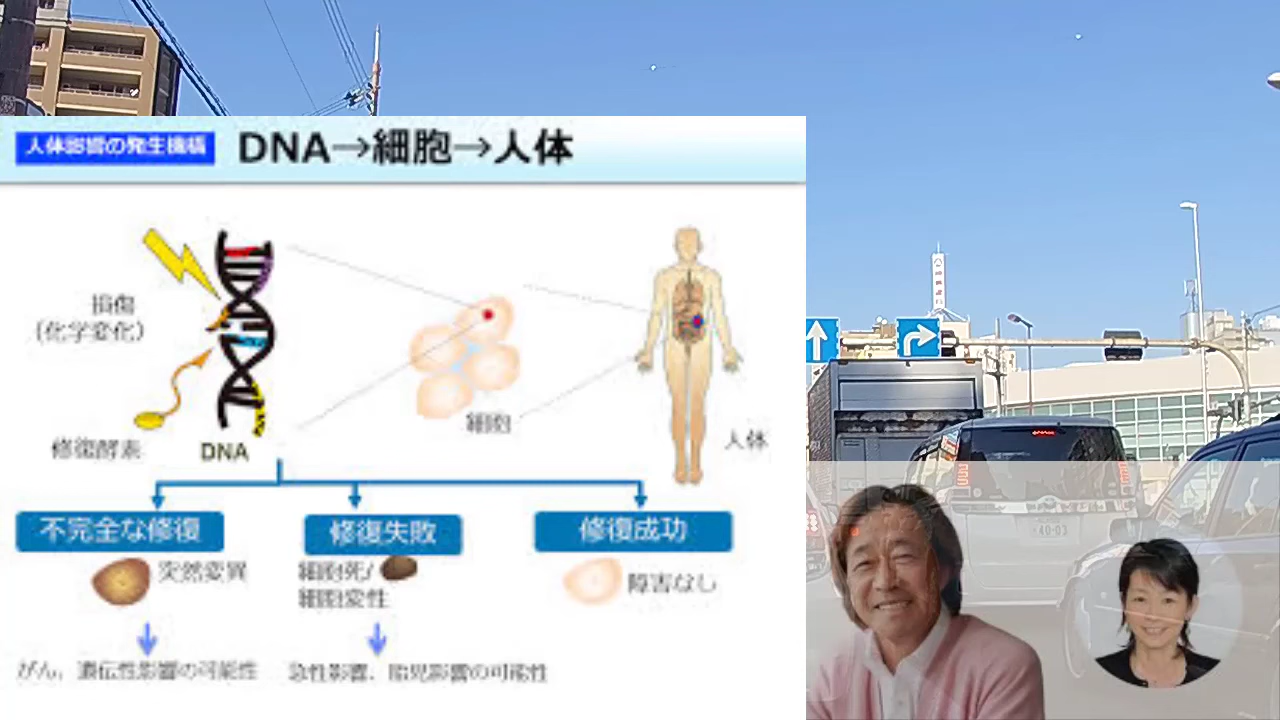 人体影響の発生機構
DNA→細胞→人体
損傷
（化学変化）
修復酵素
DNA
細胞
人体
不完全な修復
修復失敗
修復成功
突然変異
細胞死/
細胞変性
障害なし
がん、遺伝性影響の可能性
急性影響、胎児影響の可能性
40-03